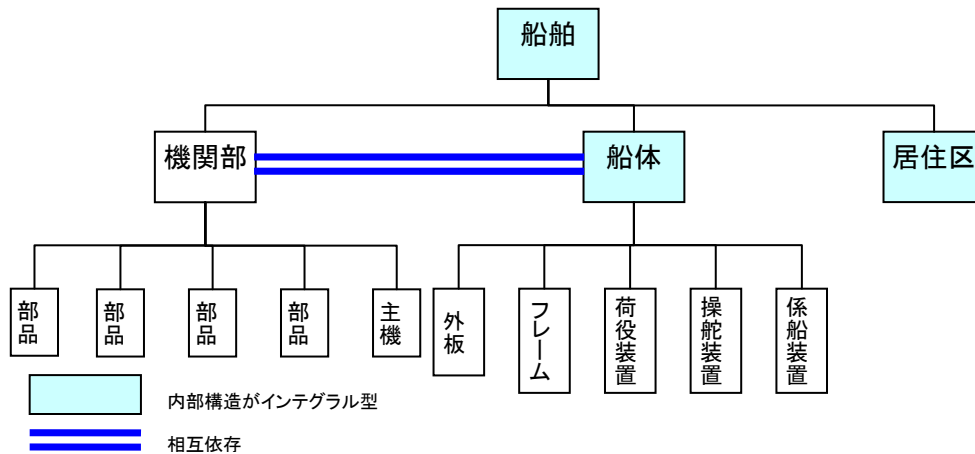 船舶
機関部
船体
居住区
部品
部品
部品
部品
主機
外板
フレーム
荷役装置
操舵装置
係船装置
内部構造がインテグラル型
相互依存